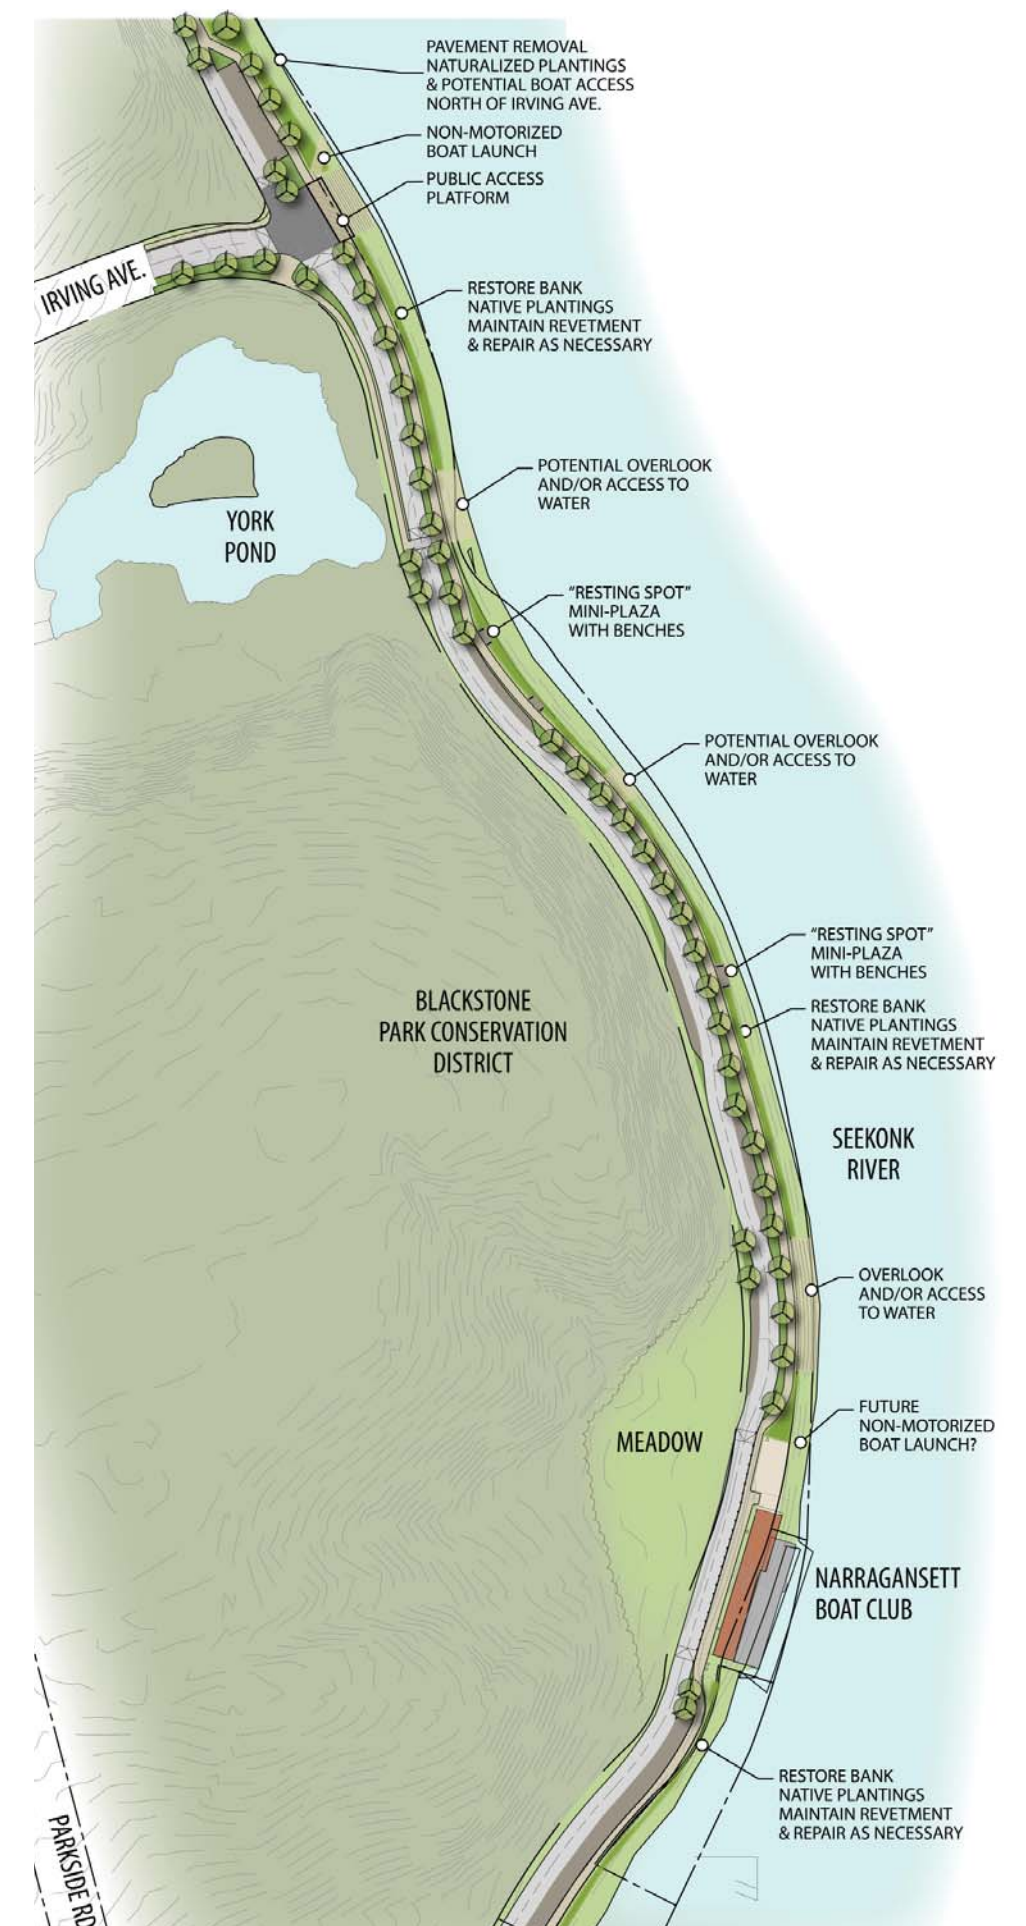 PAVEMENT REMOVAL
NATURALIZED PLANTINGS
& POTENTIAL BOAT ACCESS
NORTH OF IRVING AVE.
NON-MOTORIZED
BOAT LAUNCH
PUBLIC ACCESS
PLATFORM
IRVING AVE.
RESTORE BANK
NATIVE PLANTINGS
MAINTAIN REVETMENT
& REPAIR AS NECESSARY
POTENTIAL OVERLOOK
AND/OR ACCESS TO
WATER
YORK
POND
"RESTING SPOT"
MINI-PLAZA
WITH BENCHES
POTENTIAL OVERLOOK
AND/OR ACCESS TO
WATER
"RESTING SPOT"
MINI-PLAZA
WITH BENCHES
BLACKSTONE
PARK CONSERVATION
DISTRICT
RESTORE BANK
NATIVE PLANTINGS
MAINTAIN REVETMENT
& REPAIR AS NECESSARY
SEEKONK
RIVER
OVERLOOK
AND/OR ACCESS
TO WATER
FUTURE
NON-MOTORIZED
BOAT LAUNCH?
MEADOW
NARRAGANSETT
BOAT CLUB
RESTORE BANK
NATIVE PLANTINGS
MAINTAIN REVETMENT
& REPAIR AS NECESSARY
PARKSIDE RD